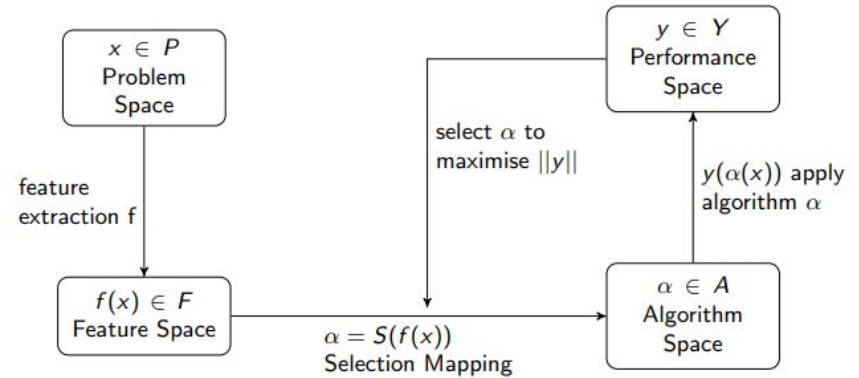 x ∈ P
Problem
Space
y ∈ Y
Performance
Space
select α to
maximise ||y||
feature
extraction f
y(α(x)) apply
algorithm α
f(x) ∈ F
Feature Space
α = S(f(x))
Selection Mapping
α ∈ A
Algorithm
Space